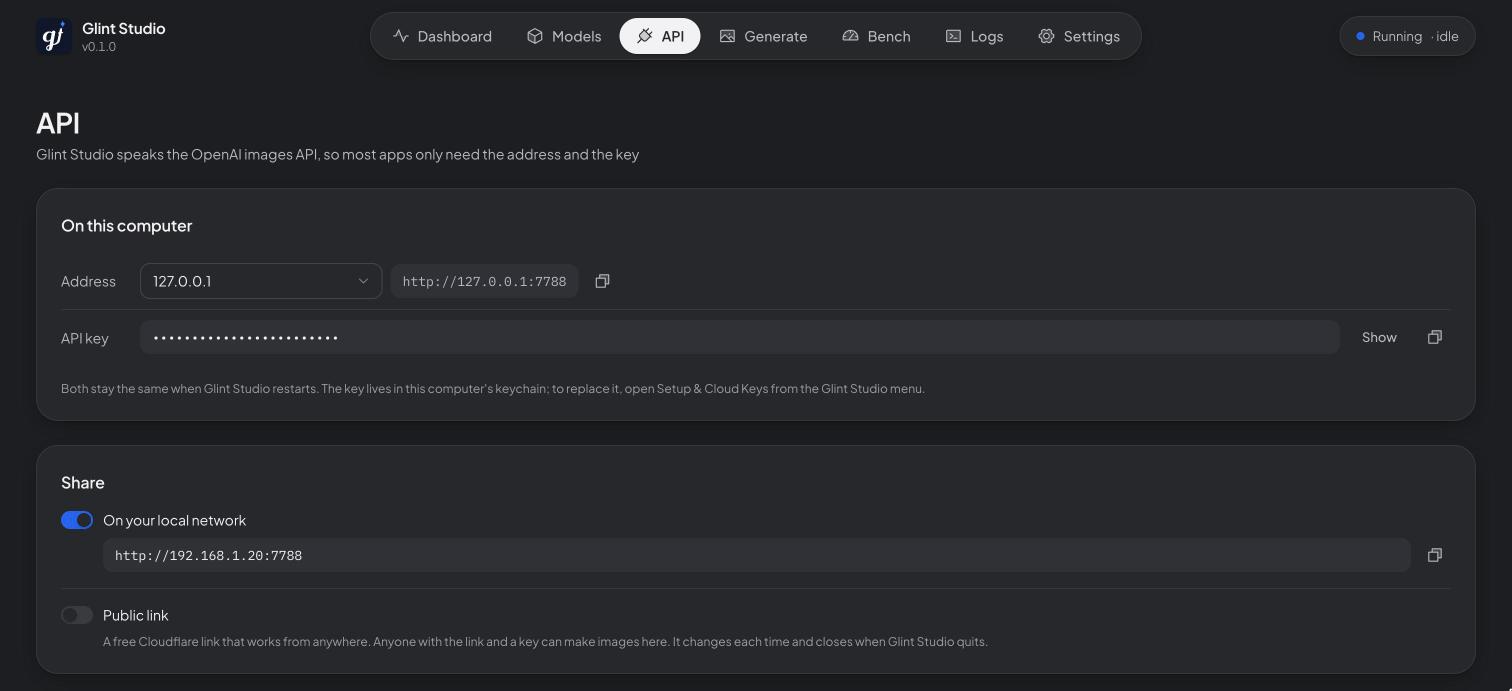 Glint Studio
v0.1.0
Dashboard
Models
API
Generate
Bench
Logs
Settings
Running · idle
API
Glint Studio speaks the OpenAI images API, so most apps only need the address and the key
On this computer
Address
127.0.0.1
http://127.0.0.1:7788
API key
••••••••••••••••••••••••
Show
Both stay the same when Glint Studio restarts. The key lives in this computer's keychain; to replace it, open Setup & Cloud Keys from the Glint Studio menu.
Share
On your local network
http://192.168.1.20:7788
Public link
A free Cloudflare link that works from anywhere. Anyone with the link and a key can make images here. It changes each time and closes when Glint Studio quits.